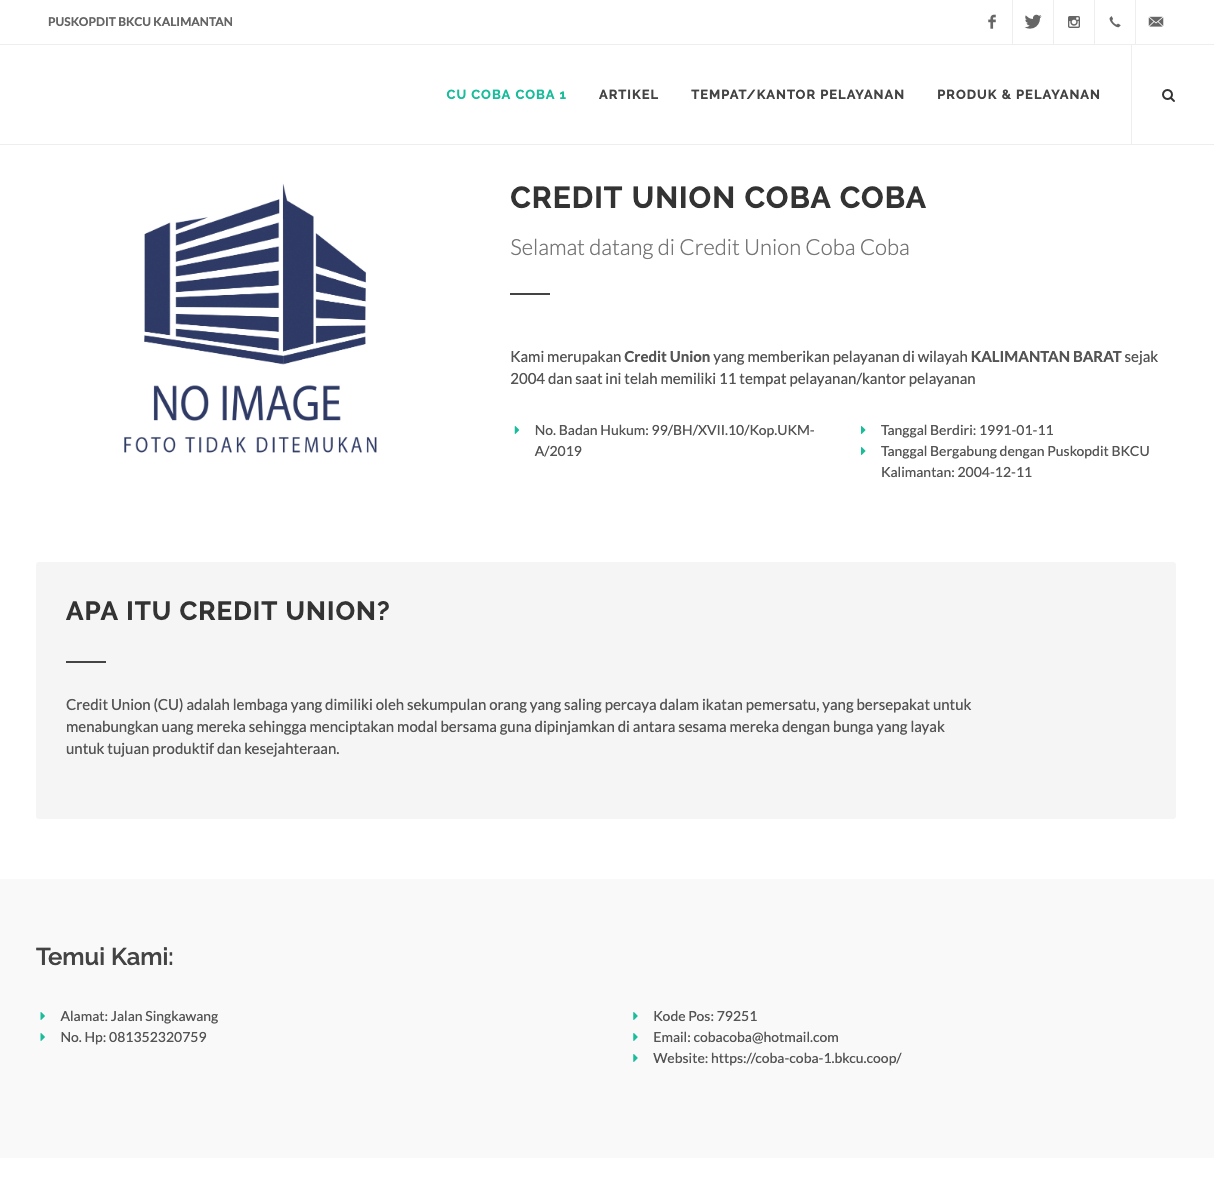 PUSKOPDIT BKCU KALIMANTAN
CU COBA COBA 1
ARTIKEL
TEMPAT/KANTOR PELAYANAN
PRODUK & PELAYANAN
NO IMAGE
FOTO TIDAK DITEMUKAN
CREDIT UNION COBA COBA
Selamat datang di Credit Union Coba Coba
Kami merupakan Credit Union yang memberikan pelayanan di wilayah KALIMANTAN BARAT sejak
2004 dan saat ini telah memiliki 11 tempat pelayanan/kantor pelayanan
No. Badan Hukum: 99/BH/XVII.10/Kop.UKM-
A/2019
Tanggal Berdiri: 1991-01-11
Tanggal Bergabung dengan Puskopdit BKCU
Kalimantan: 2004-12-11
APA ITU CREDIT UNION?
Credit Union (CU) adalah lembaga yang dimiliki oleh sekumpulan orang yang saling percaya dalam ikatan pemersatu, yang bersepakat untuk
menabungkan uang mereka sehingga menciptakan modal bersama guna dipinjamkan di antara sesama mereka dengan bunga yang layak
untuk tujuan produktif dan kesejahteraan.
Temui Kami:
Alamat: Jalan Singkawang
No. Hp: 081352320759
Kode Pos: 79251
Email: cobacoba@hotmail.com
Website: https://coba-coba-1.bkcu.coop/